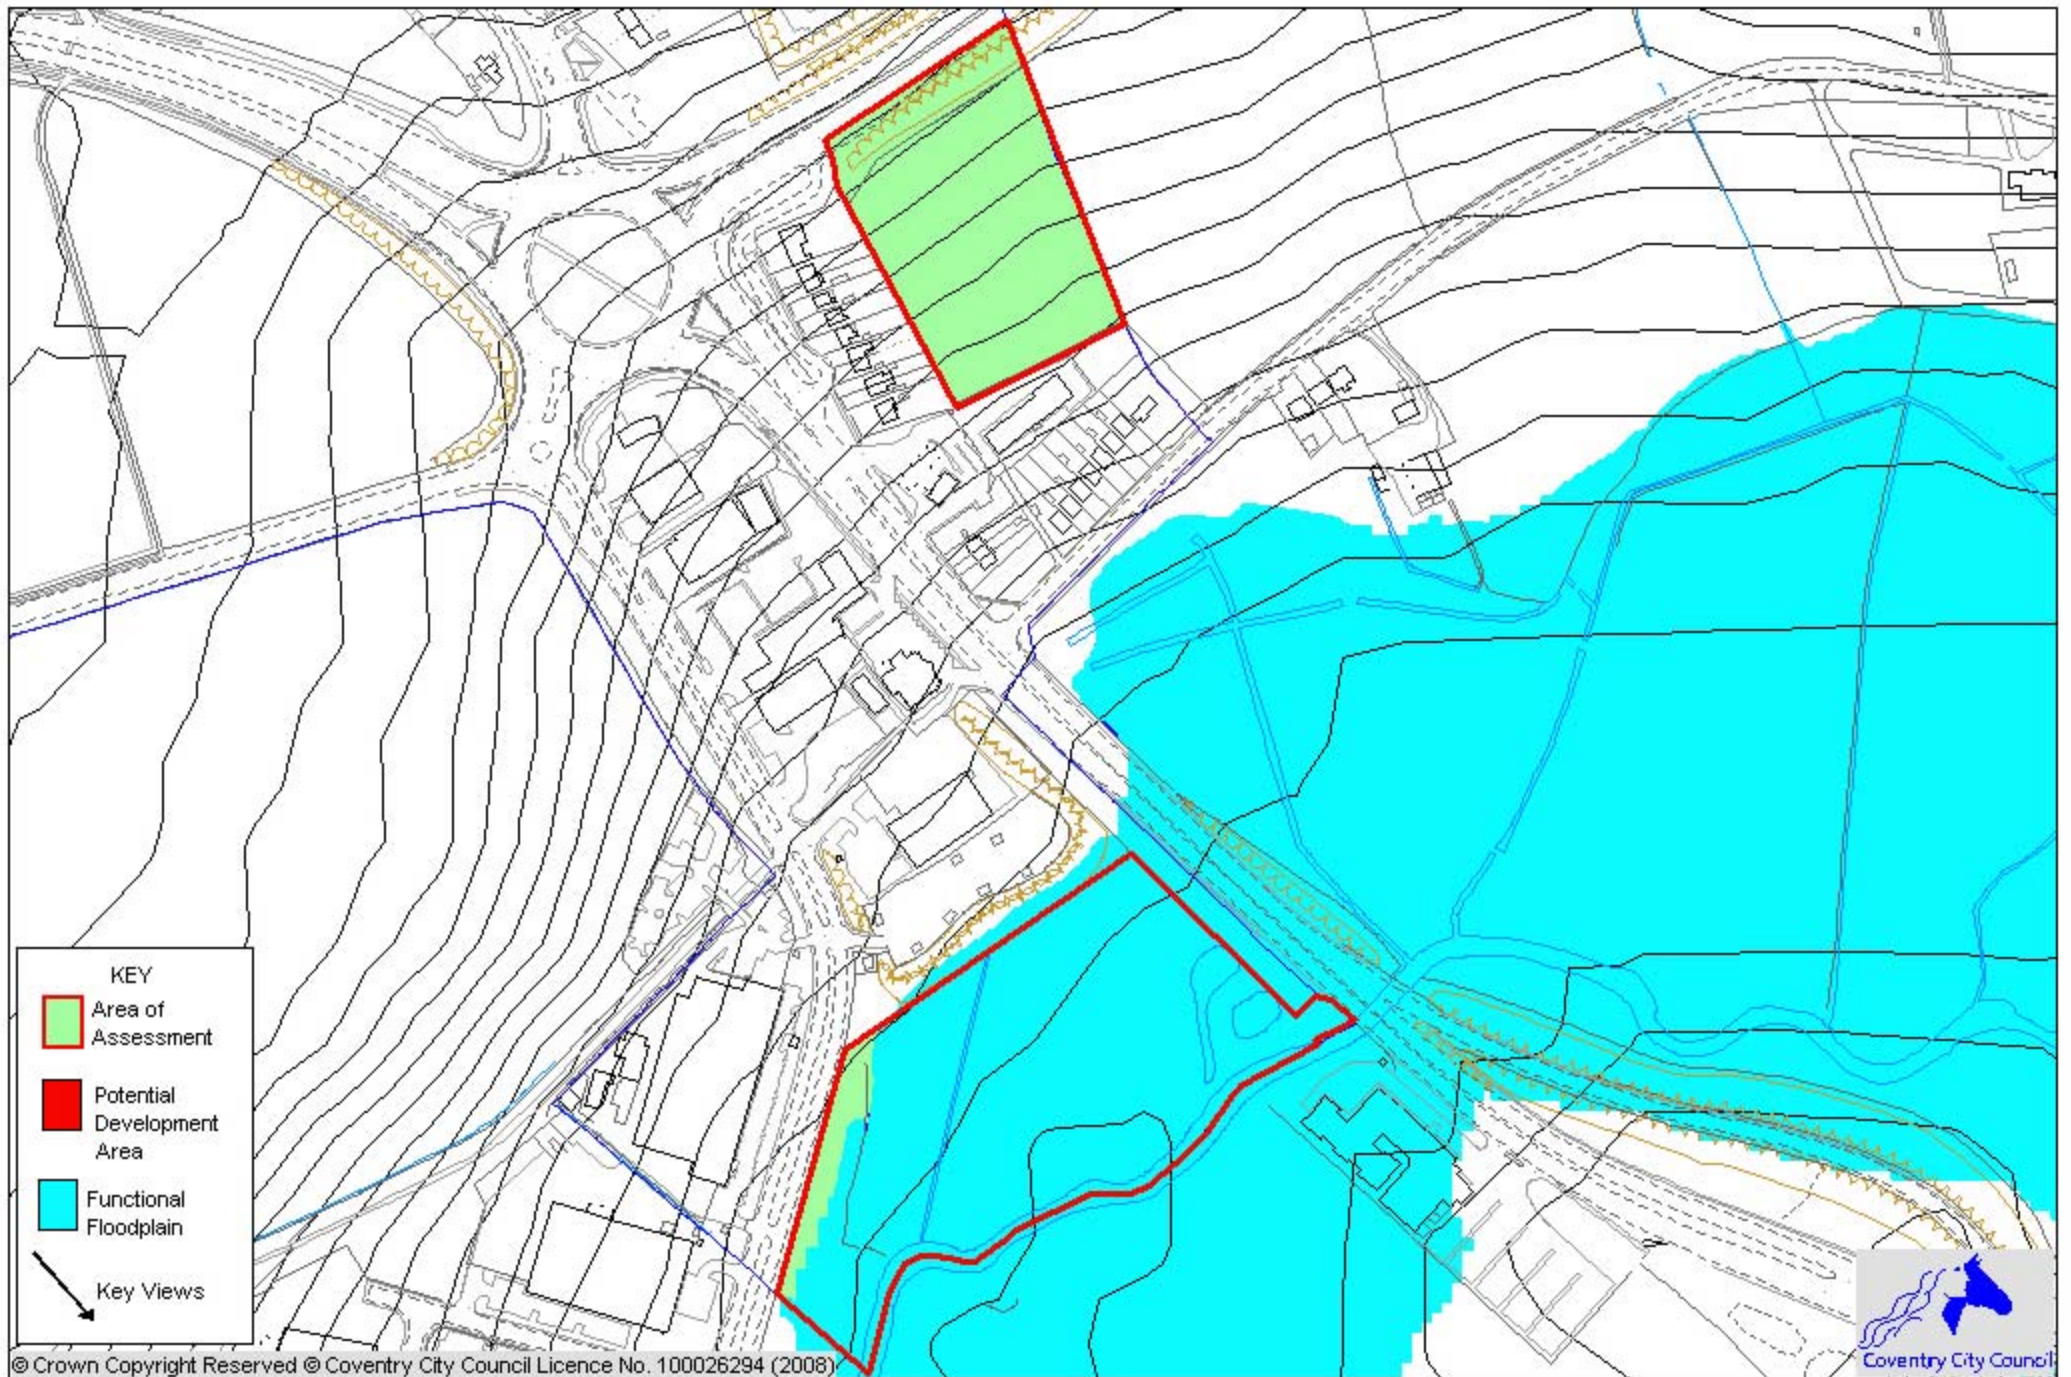 KEY
Area of
Assessment
Potential
Development
Area
Functional
Floodplain
Key Views
© Crown Copyright Reserved © Coventry City Council Licence No. 100026294 (2008)
Coventry City Council